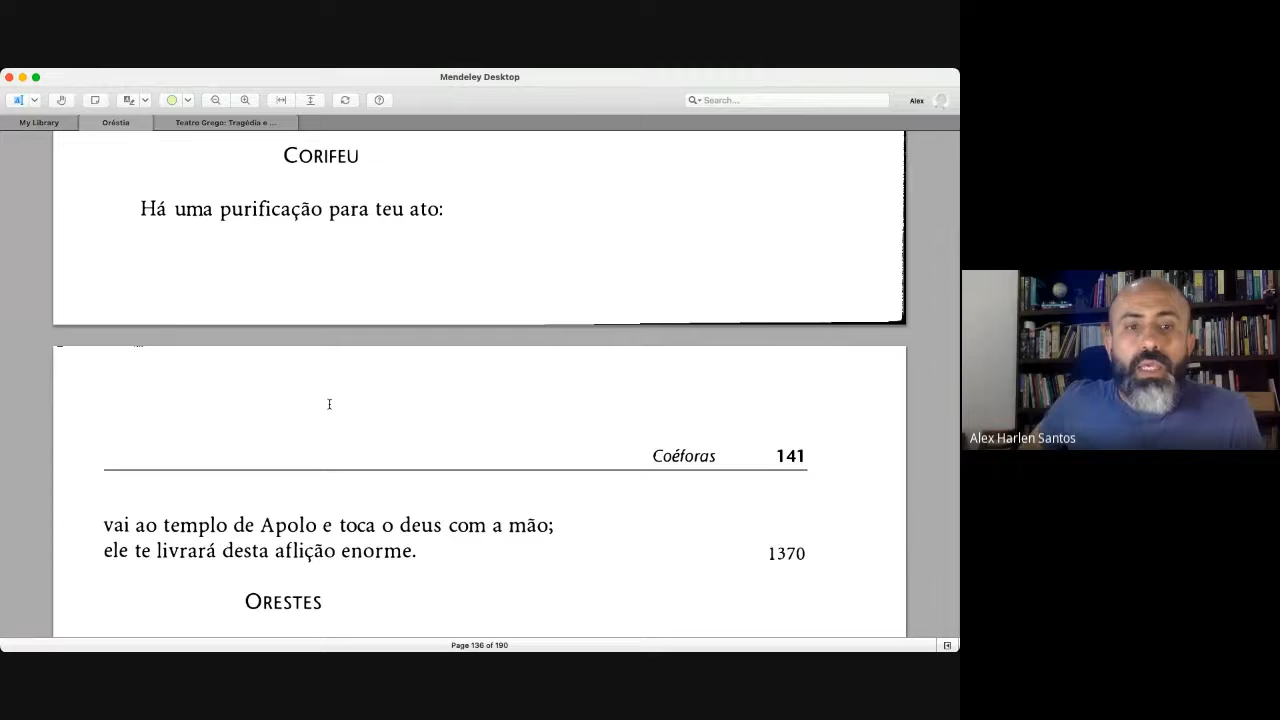 Mendeley Desktop
Search...
Alex
My Library
Oréstia
Teatro Grego: Tragédia e ...
CORIFEU
Há uma purificação para teu ato:
Coéforas 141
vai ao templo de Apolo e toca o deus com a mão;
ele te livrará desta aflição enorme. 1370
ORESTES
Page 136 of 190
Alex Harlen Santos